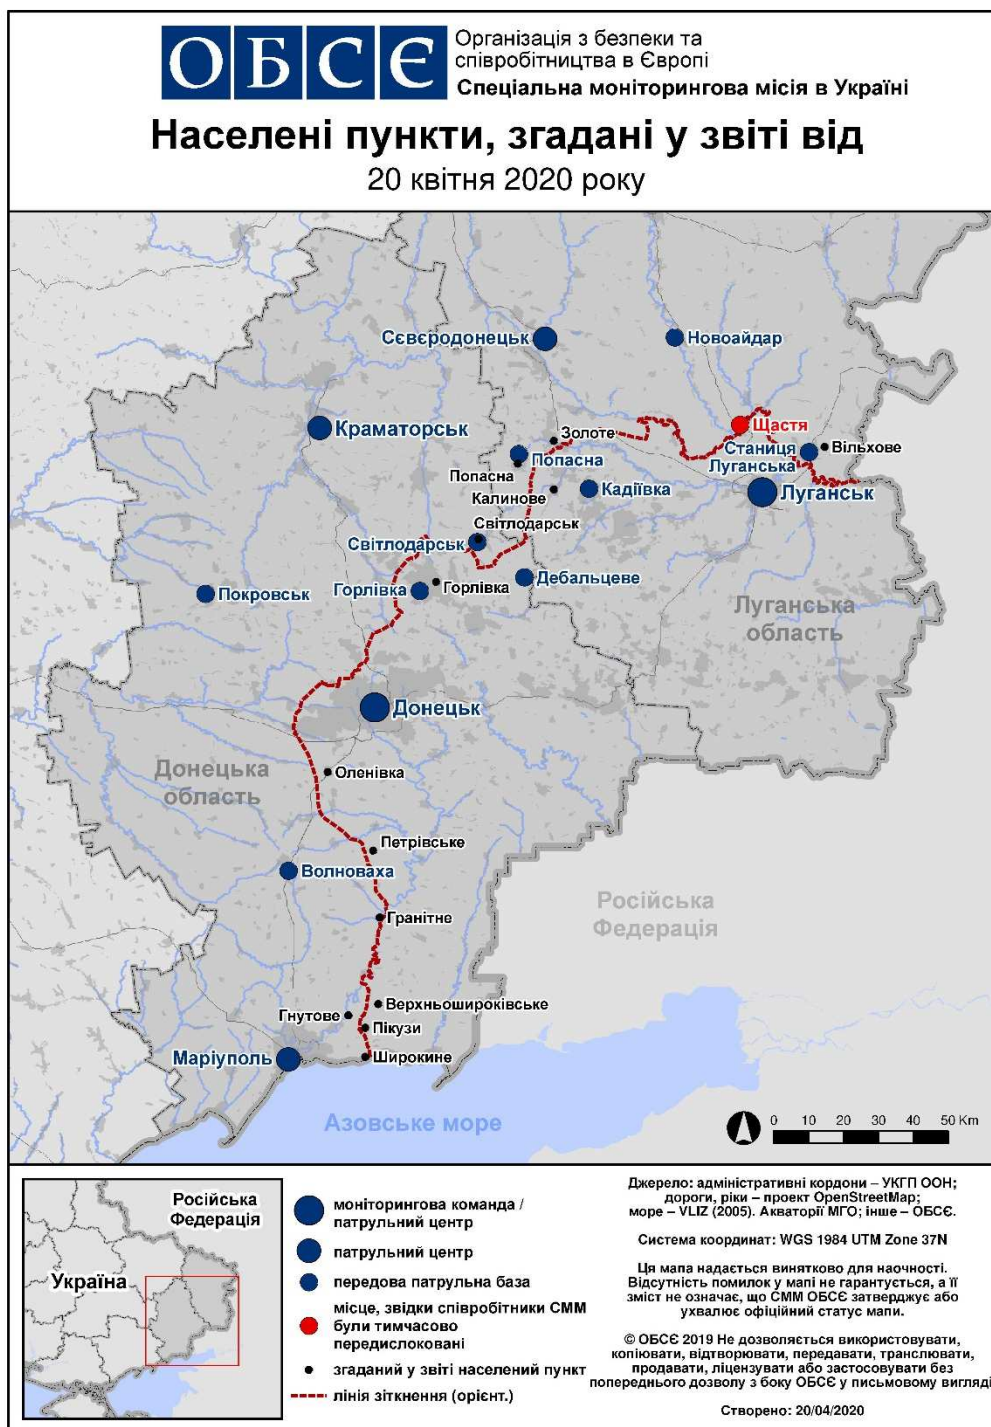 ОБСЄ
Організація з безпеки та
співробітництва в Європі
Спеціальна моніторингова місія в Україні
Населені пункти, згадані у звіті від
20 квітня 2020 року
Сєвєродонецьк
Новоайдар
Краматорськ
Щастя
Золоте
Станиця
Луганська
Вільхове
Попасна
Попасна
Калинове
Кадіївка
Луганськ
Світлодарськ
Світлодарськ
Дебальцеве
Покровськ
Горлівка
Горлівка
Луганська
область
Донецьк
Донецька
область
Оленівка
Петрівське
Волноваха
Російська
Федерація
Гранітне
Верхньошироківське
Гнутове
Пікузи
Маріуполь
Широкине
Азовське море
0 10 20 30 40 50 Km
Російська
Федерація
Україна
моніторингова команда /
патрульний центр
патрульний центр
передова патрульна база
місце, звідки співробітники СММ
були тимчасово
передислоковані
згаданий у звіті населений пункт
лінія зіткнення (орієнт.)
Джерело: адміністративні кордони – УКГП ООН;
дороги, ріки – проект OpenStreetMap;
море – VLIZ (2005). Акваторії МГО; інше – ОБСЄ.
Система координат: WGS 1984 UTM Zone 37N
Ця мапа надається винятково для наочності.
Відсутність помилок у мапі не гарантується, а її
зміст не означає, що СММ ОБСЄ затверджує або
ухвалює офіційний статус мапи.
© ОБСЄ 2019 Не дозволяється використовувати,
копіювати, відтворювати, передавати, транслювати,
продавати, ліцензувати або застосовувати без
попереднього дозволу з боку ОБСЄ у письмовому вигляді
Створено: 20/04/2020